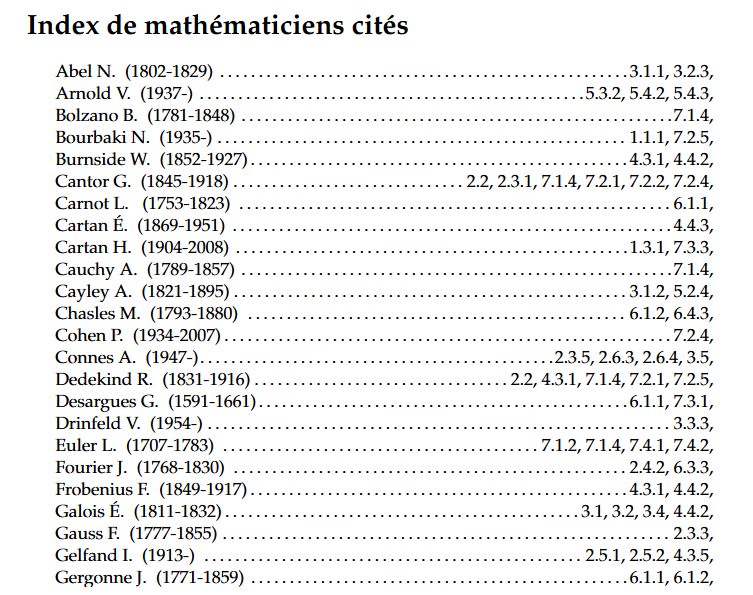 Index de mathématiciens cités
Abel N. (1802-1829) ........ 3.1.1, 3.2.3,
Arnold V. (1937-) ........ 5.3.2, 5.4.2, 5.4.3,
Bolzano B. (1781-1848) ........ 7.1.4,
Bourbaki N. (1935-) ........ 1.1.1, 7.2.5,
Burnside W. (1852-1927) ........ 4.3.1, 4.4.2,
Cantor G. (1845-1918) ........ 2.2, 2.3.1, 7.1.4, 7.2.1, 7.2.2, 7.2.4,
Carnot L. (1753-1823) ........ 6.1.1,
Cartan É. (1869-1951) ........ 4.4.3,
Cartan H. (1904-2008) ........ 1.3.1, 7.3.3,
Cauchy A. (1789-1857) ........ 7.1.4,
Cayley A. (1821-1895) ........ 3.1.2, 5.2.4,
Chasles M. (1793-1880) ........ 6.1.2, 6.4.3,
Cohen P. (1934-2007) ........ 7.2.4,
Connes A. (1947-) ........ 2.3.5, 2.6.3, 2.6.4, 3.5,
Dedekind R. (1831-1916) ........ 2.2, 4.3.1, 7.1.4, 7.2.1, 7.2.5,
Desargues G. (1591-1661) ........ 6.1.1, 7.3.1,
Drinfeld V. (1954-) ........ 3.3.3,
Euler L. (1707-1783) ........ 7.1.2, 7.1.4, 7.4.1, 7.4.2,
Fourier J. (1768-1830) ........ 2.4.2, 6.3.3,
Frobenius F. (1849-1917) ........ 4.3.1, 4.4.2,
Galois É. (1811-1832) ........ 3.1, 3.2, 3.4, 4.4.2,
Gauss F. (1777-1855) ........ 2.3.3,
Gelfand I. (1913-) ........ 2.5.1, 2.5.2, 4.3.5,
Gergonne J. (1771-1859) ........ 6.1.1, 6.1.2,